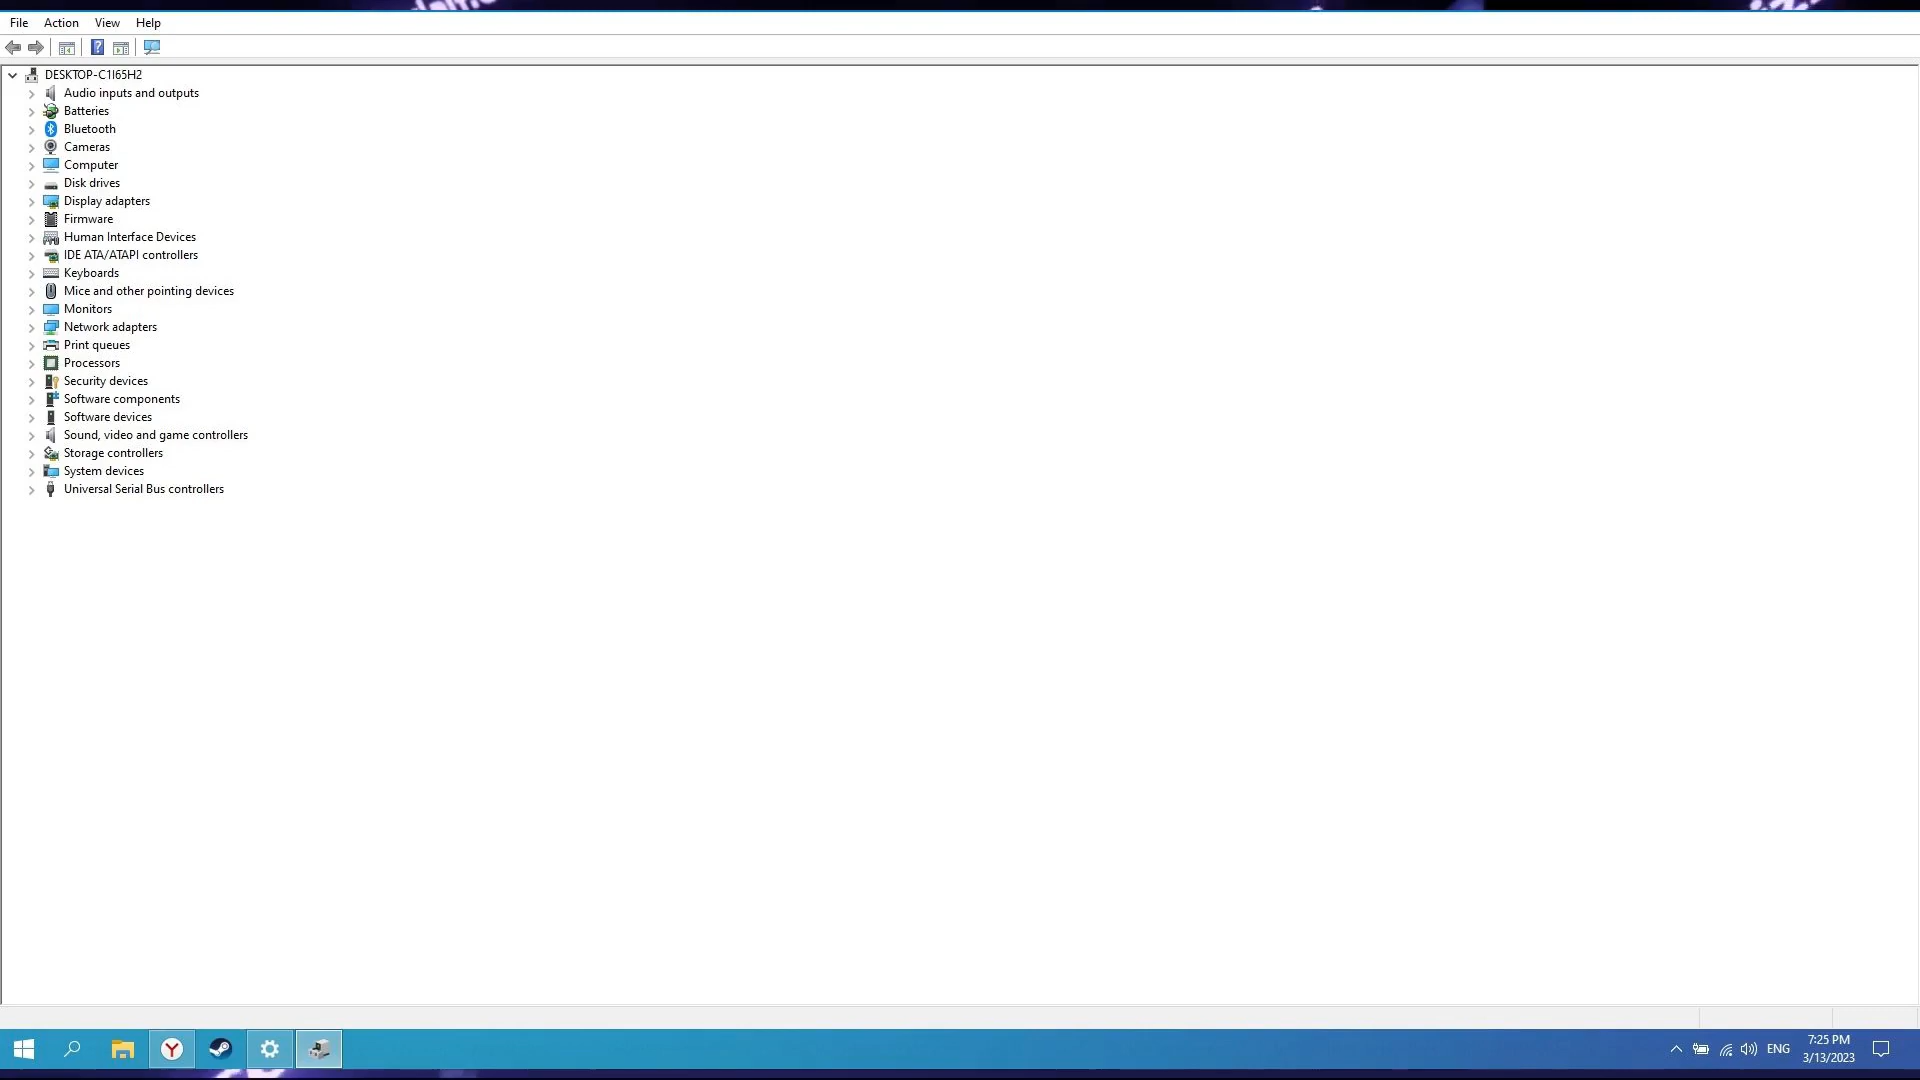 File Action View Help
DESKTOP-C1I65H2
Audio inputs and outputs
Batteries
Bluetooth
Cameras
Computer
Disk drives
Display adapters
Firmware
Human Interface Devices
IDE ATA/ATAPI controllers
Keyboards
Mice and other pointing devices
Monitors
Network adapters
Print queues
Processors
Security devices
Software components
Software devices
Sound, video and game controllers
Storage controllers
System devices
Universal Serial Bus controllers
ENG
7:25 PM
3/13/2023